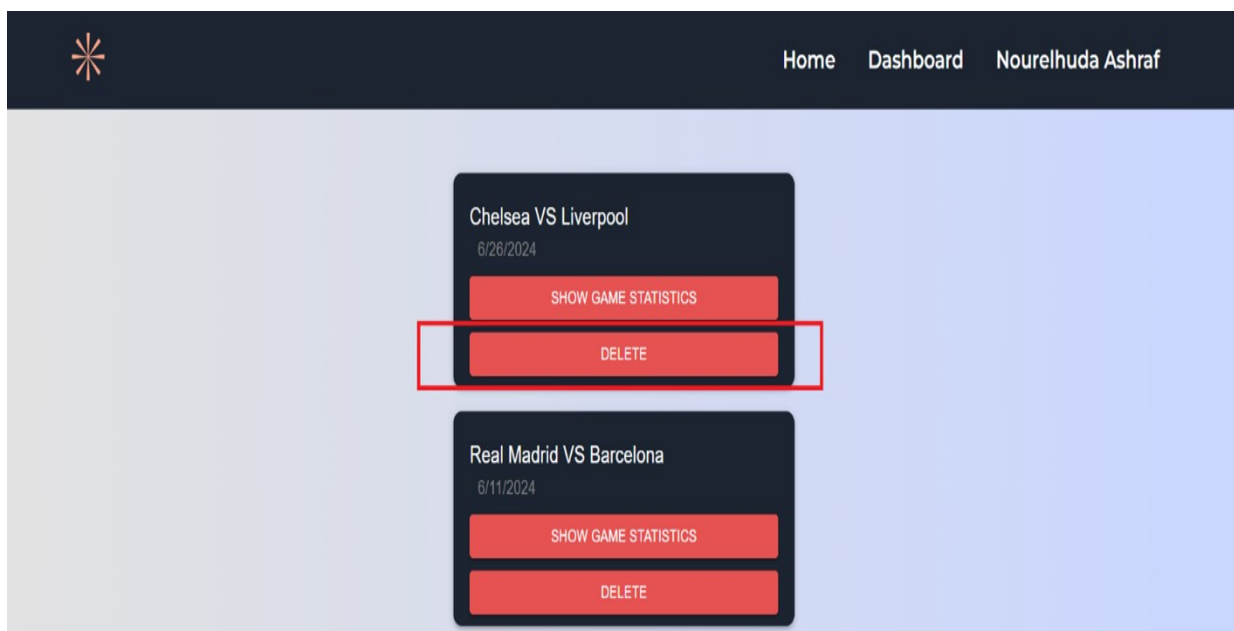 Home Dashboard Nourelhuda Ashraf
Chelsea VS Liverpool
6/26/2024
SHOW GAME STATISTICS
DELETE
Real Madrid VS Barcelona
6/11/2024
SHOW GAME STATISTICS
DELETE